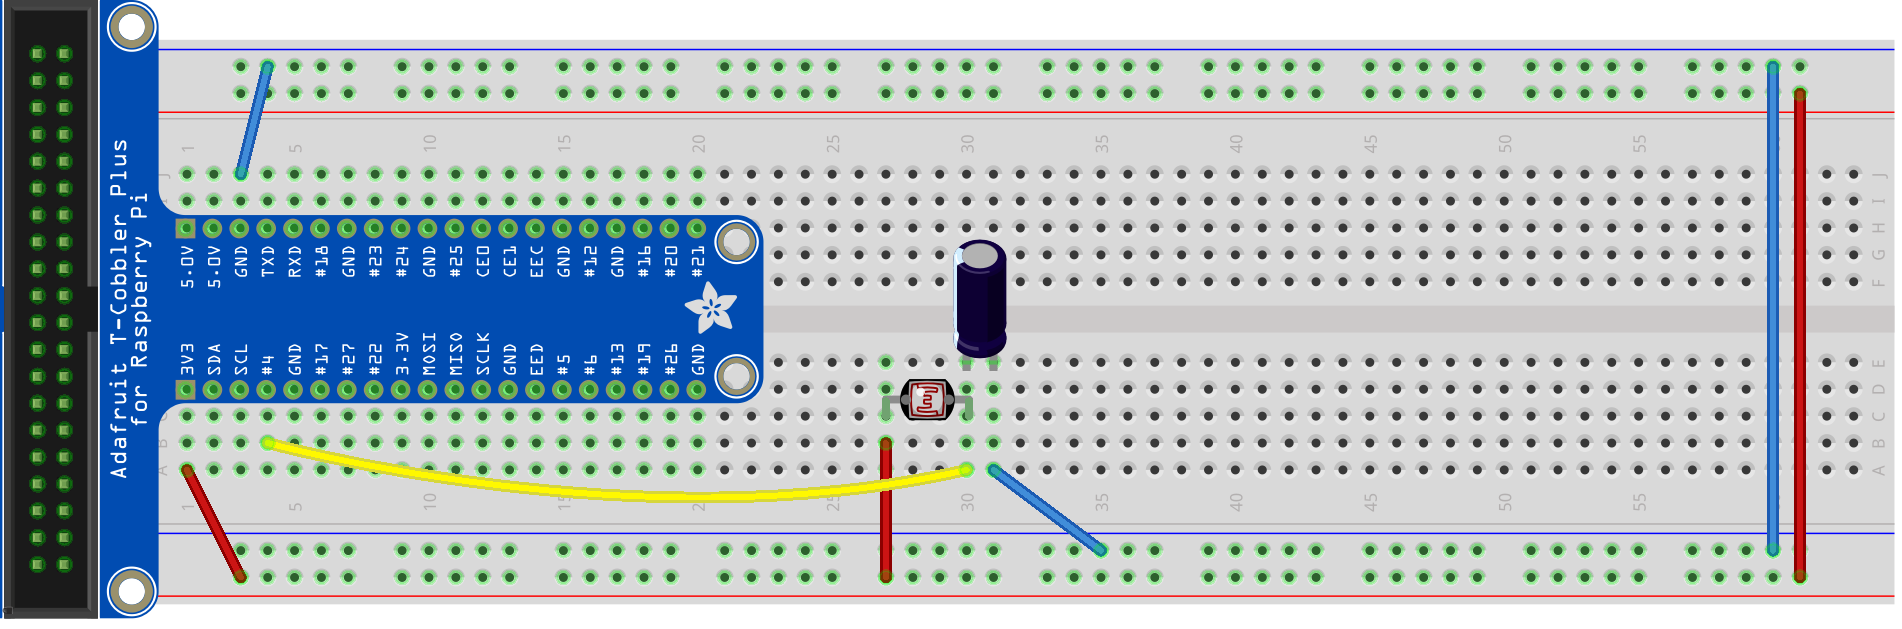 Adafruit T-Cobbler Plus
for Raspberry Pi
1 5 10 15 20 25 30 35 40 45 50 55
J
5.0V 5.0V GND TXD RXD #18 GND #23 #24 GND #25 CE0 CE1 EEC GND #12 GND #16 #20 #21
3V3 SDA SCL #4 GND #17 #27 #22 3.3V MOSI MISO SCLK GND EED #5 #6 #13 #19 #26 GND
J
I
H
G
F
E
D
C
B
A
B
A
1 5 10 15 20 25 30 35 40 45 50 55